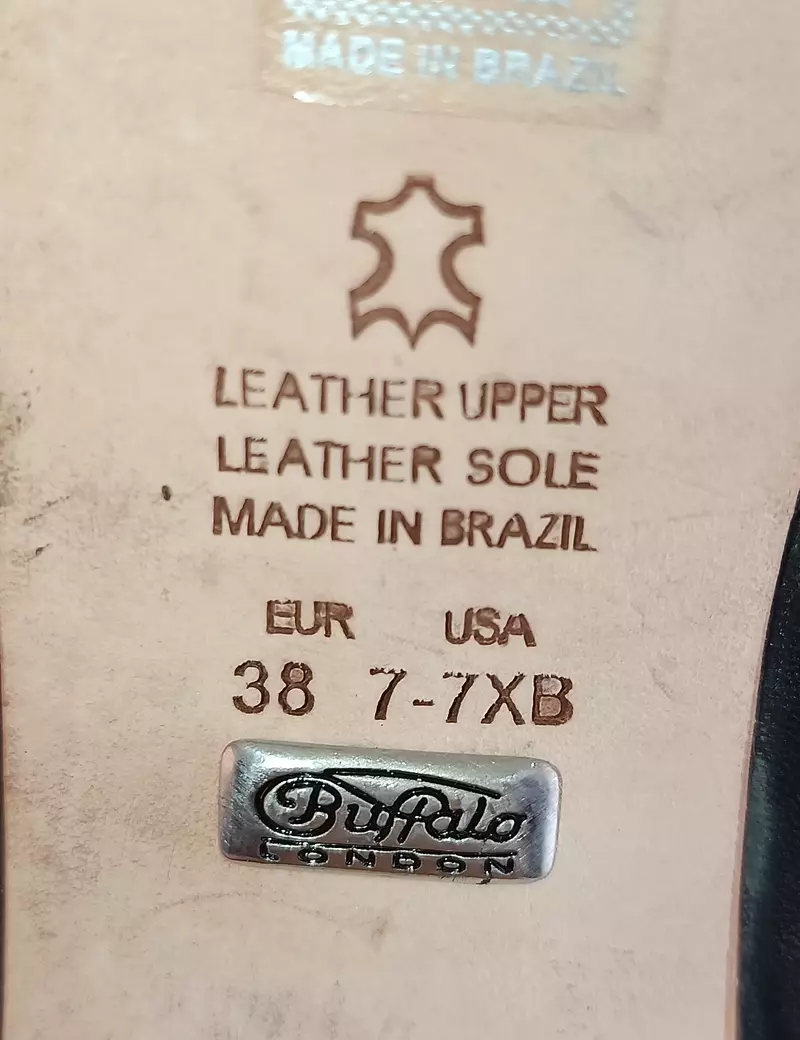 MADE IN BRAZIL
LEATHER UPPER
LEATHER SOLE
MADE IN BRAZIL
EUR USA
38 7-7XB
Buffalo
LONDON